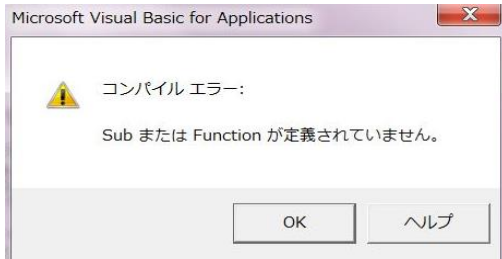 Microsoft Visual Basic for Applications
コンパイル エラー:
Sub または Function が定義されていません。
OK
ヘルプ